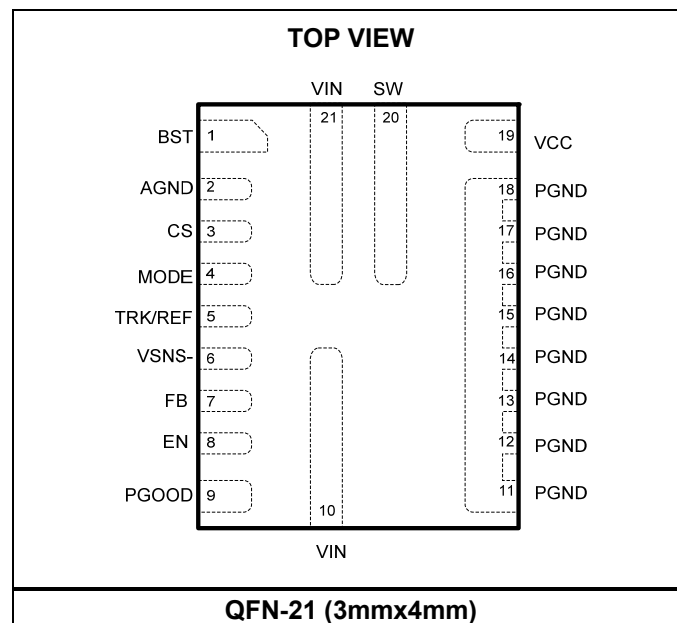 TOP VIEW
VIN SW
21 20
BST 1 19 VCC
AGND 2 18 PGND
CS 3 17 PGND
MODE 4 16 PGND
TRK/REF 5 15 PGND
VSNS- 6 14 PGND
FB 7 13 PGND
EN 8 12 PGND
PGOOD 9 11 PGND
10
VIN
QFN-21 (3mmx4mm)